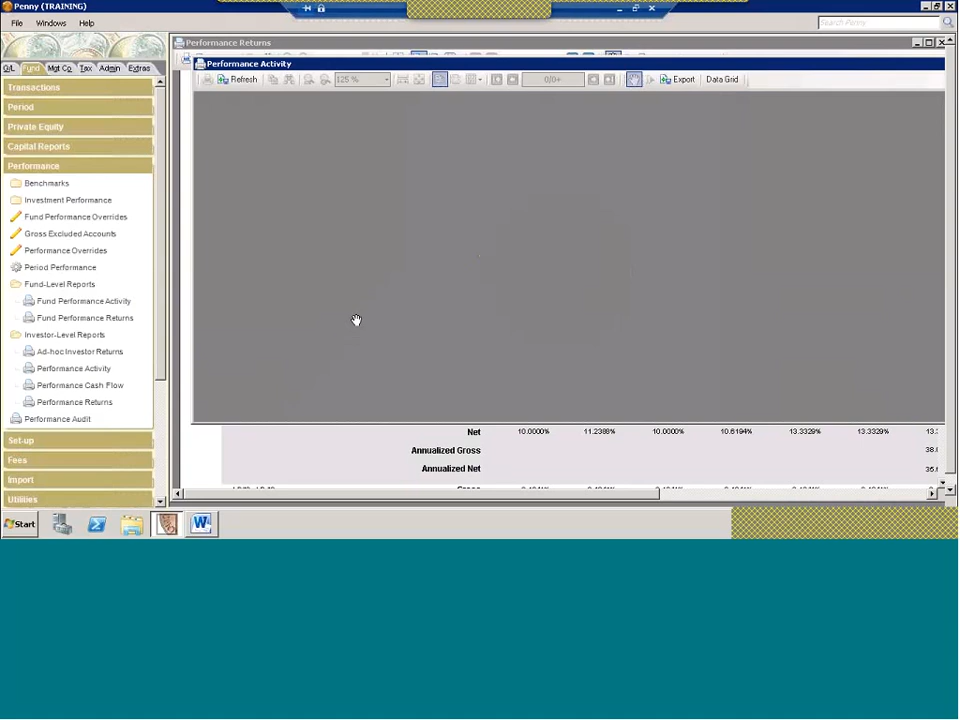 Penny (TRAINING)
File Windows Help
Search Penny
G/L Fund Mgt Co Tax Admin Extras
Transactions
Period
Private Equity
Capital Reports
Performance
Benchmarks
Investment Performance
Fund Performance Overrides
Gross Excluded Accounts
Performance Overrides
Period Performance
Fund-Level Reports
Fund Performance Activity
Fund Performance Returns
Investor-Level Reports
Ad-hoc Investor Returns
Performance Activity
Performance Cash Flow
Performance Returns
Performance Audit
Set-up
Fees
Import
Utilities
Performance Returns
Performance Activity
Refresh 125 % 0/0+ Export Data Grid
Net 10.0000% 11.2388% 10.0000% 10.6194% 13.3329% 13.3329% 13.
Annualized Gross 38.
Annualized Net
Start